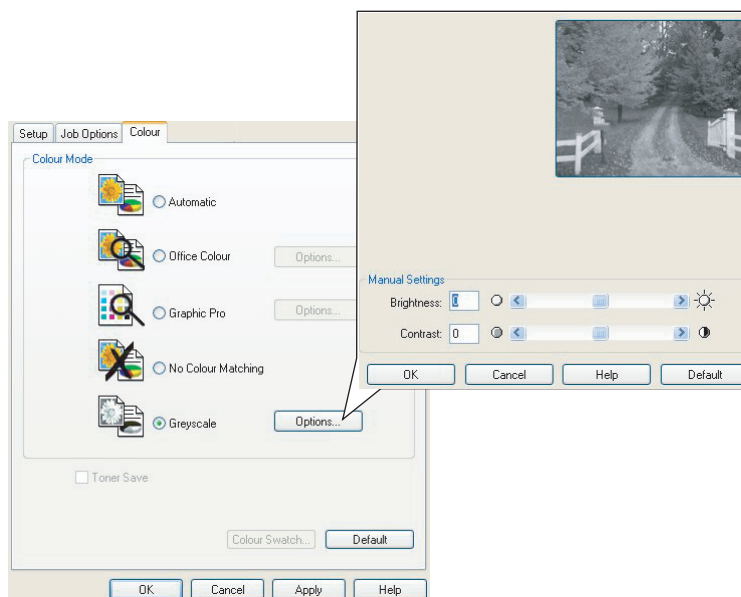 Setup Job Options Colour
Colour Mode
Automatic
Office Colour Options...
Graphic Pro Options...
No Colour Matching
Greyscale Options...
Toner Save
Colour Swatch... Default
OK Cancel Apply Help
Manual Settings
Brightness: 0
Contrast: 0
OK Cancel Help Default